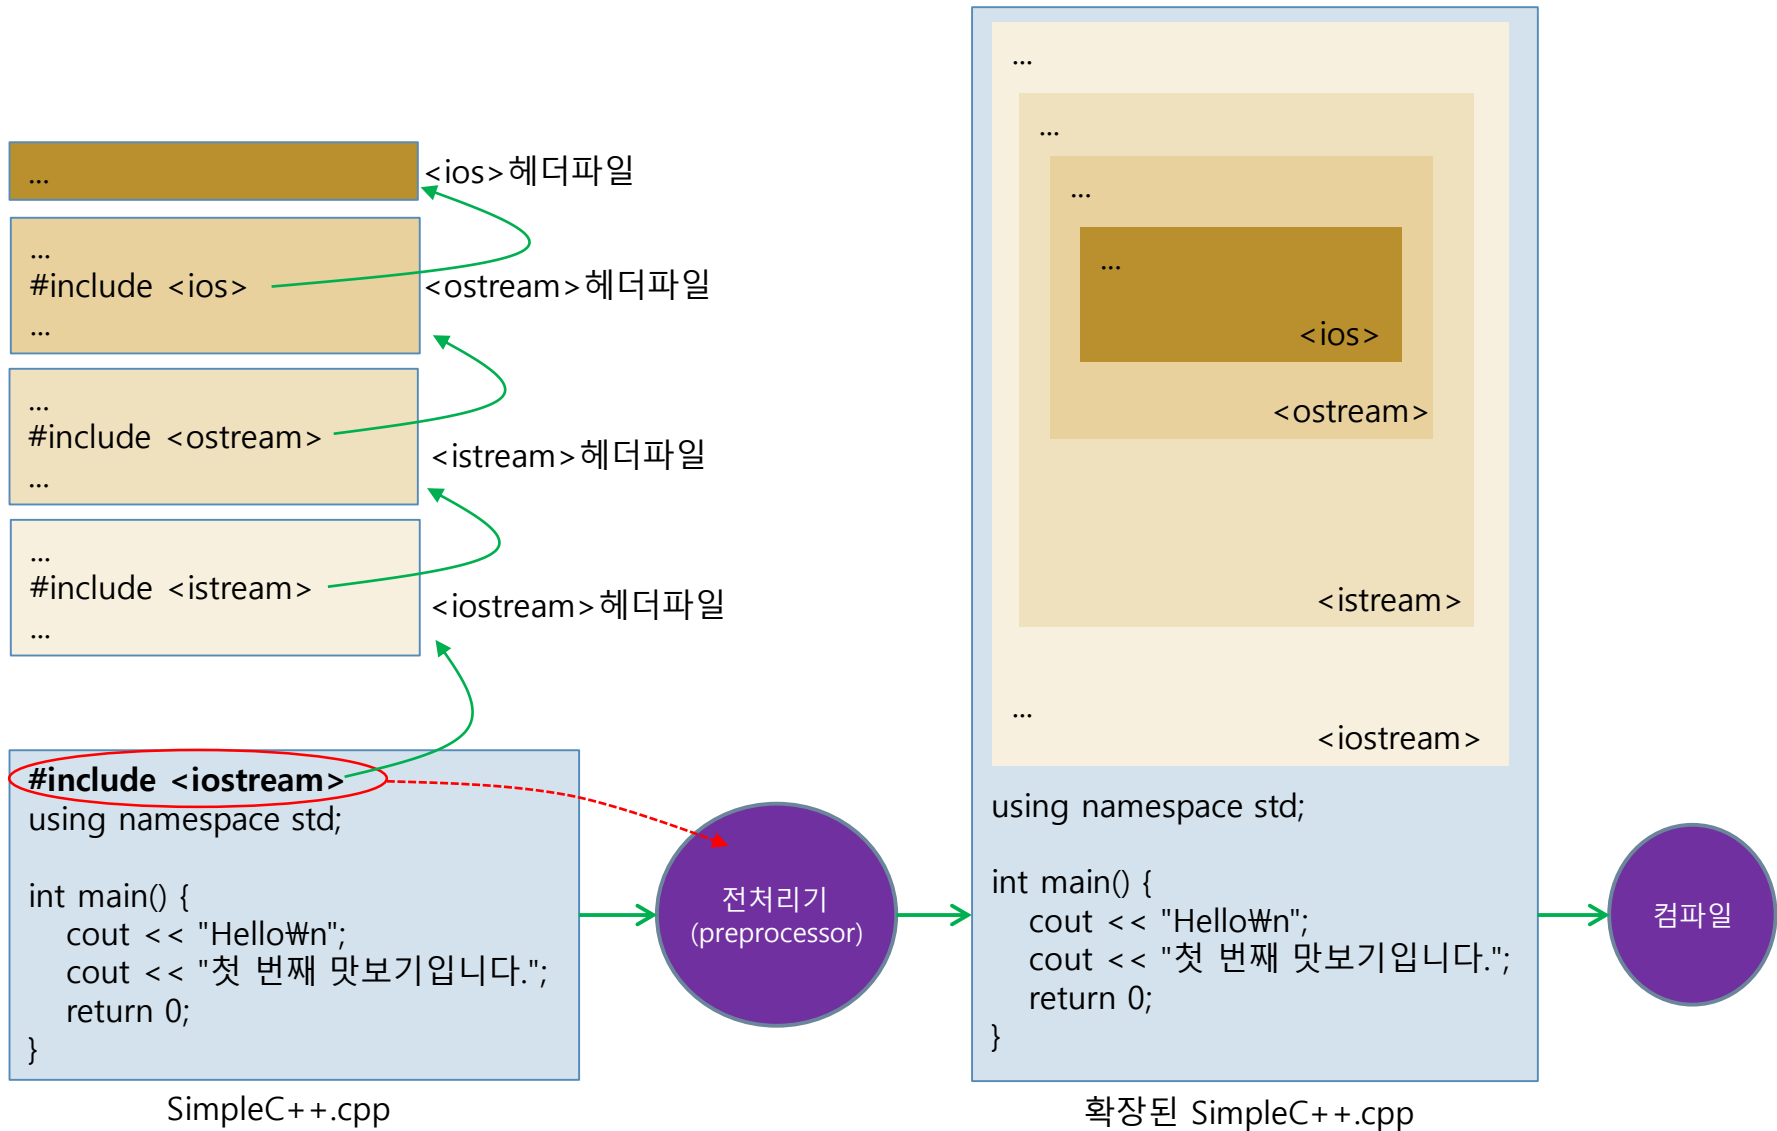 ...
<ios>헤더파일
...
#include <ios>
...
<ostream>헤더파일
...
#include <ostream>
...
<istream>헤더파일
...
#include <istream>
...
<iostream>헤더파일
#include <iostream>
using namespace std;
int main() {
cout << "Hello₩n";
cout << "첫 번째 맛보기입니다.";
return 0;
}
SimpleC++.cpp
전처리기
(preprocessor)
...
...
...
...
<ios>
<ostream>
<istream>
...
<iostream>
using namespace std;
int main() {
cout << "Hello₩n";
cout << "첫 번째 맛보기입니다.";
return 0;
}
확장된 SimpleC++.cpp
컴파일